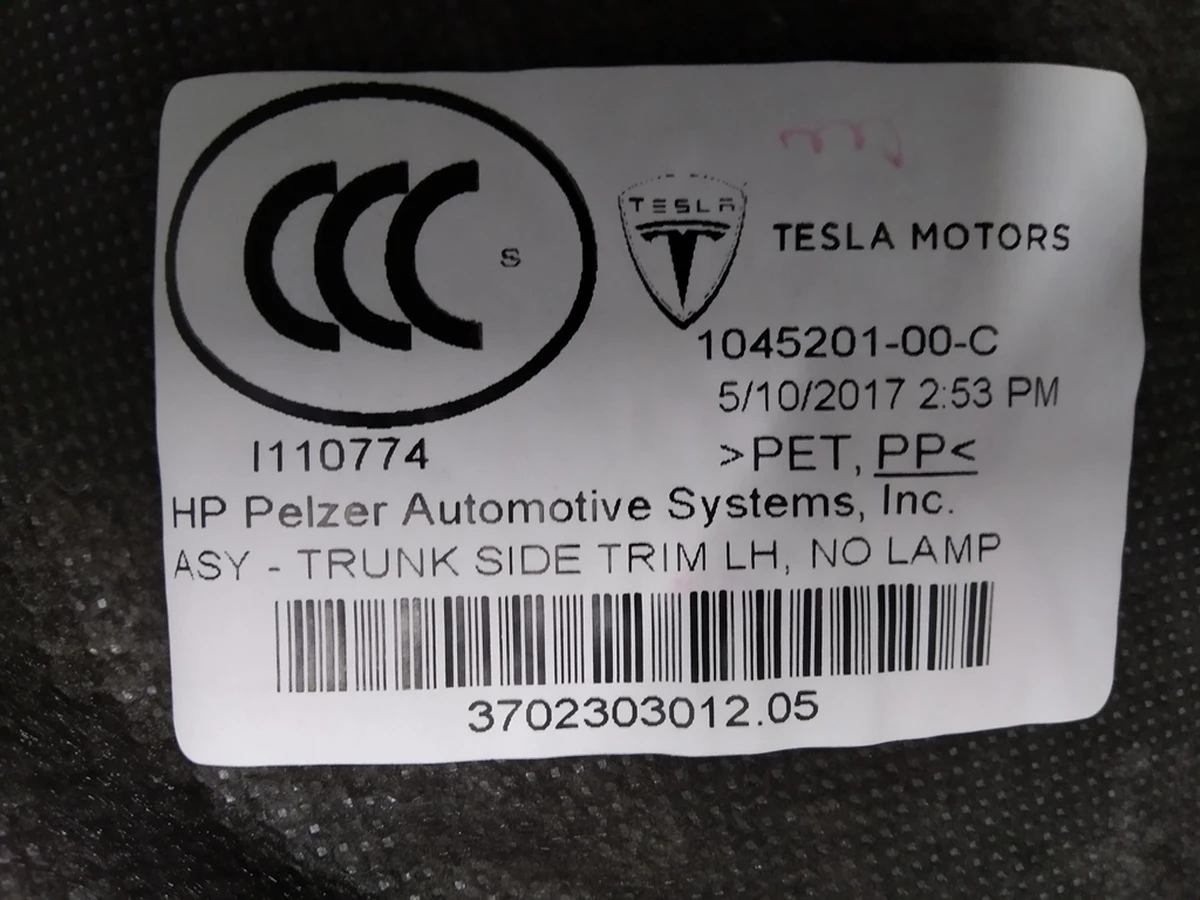 CCC S
TESLA
TESLA MOTORS
1045201-00-C
5/10/2017 2:53 PM
I110774
>PET, PP<
HP Pelzer Automotive Systems, Inc.
ASY - TRUNK SIDE TRIM LH, NO LAMP
3702303012.05